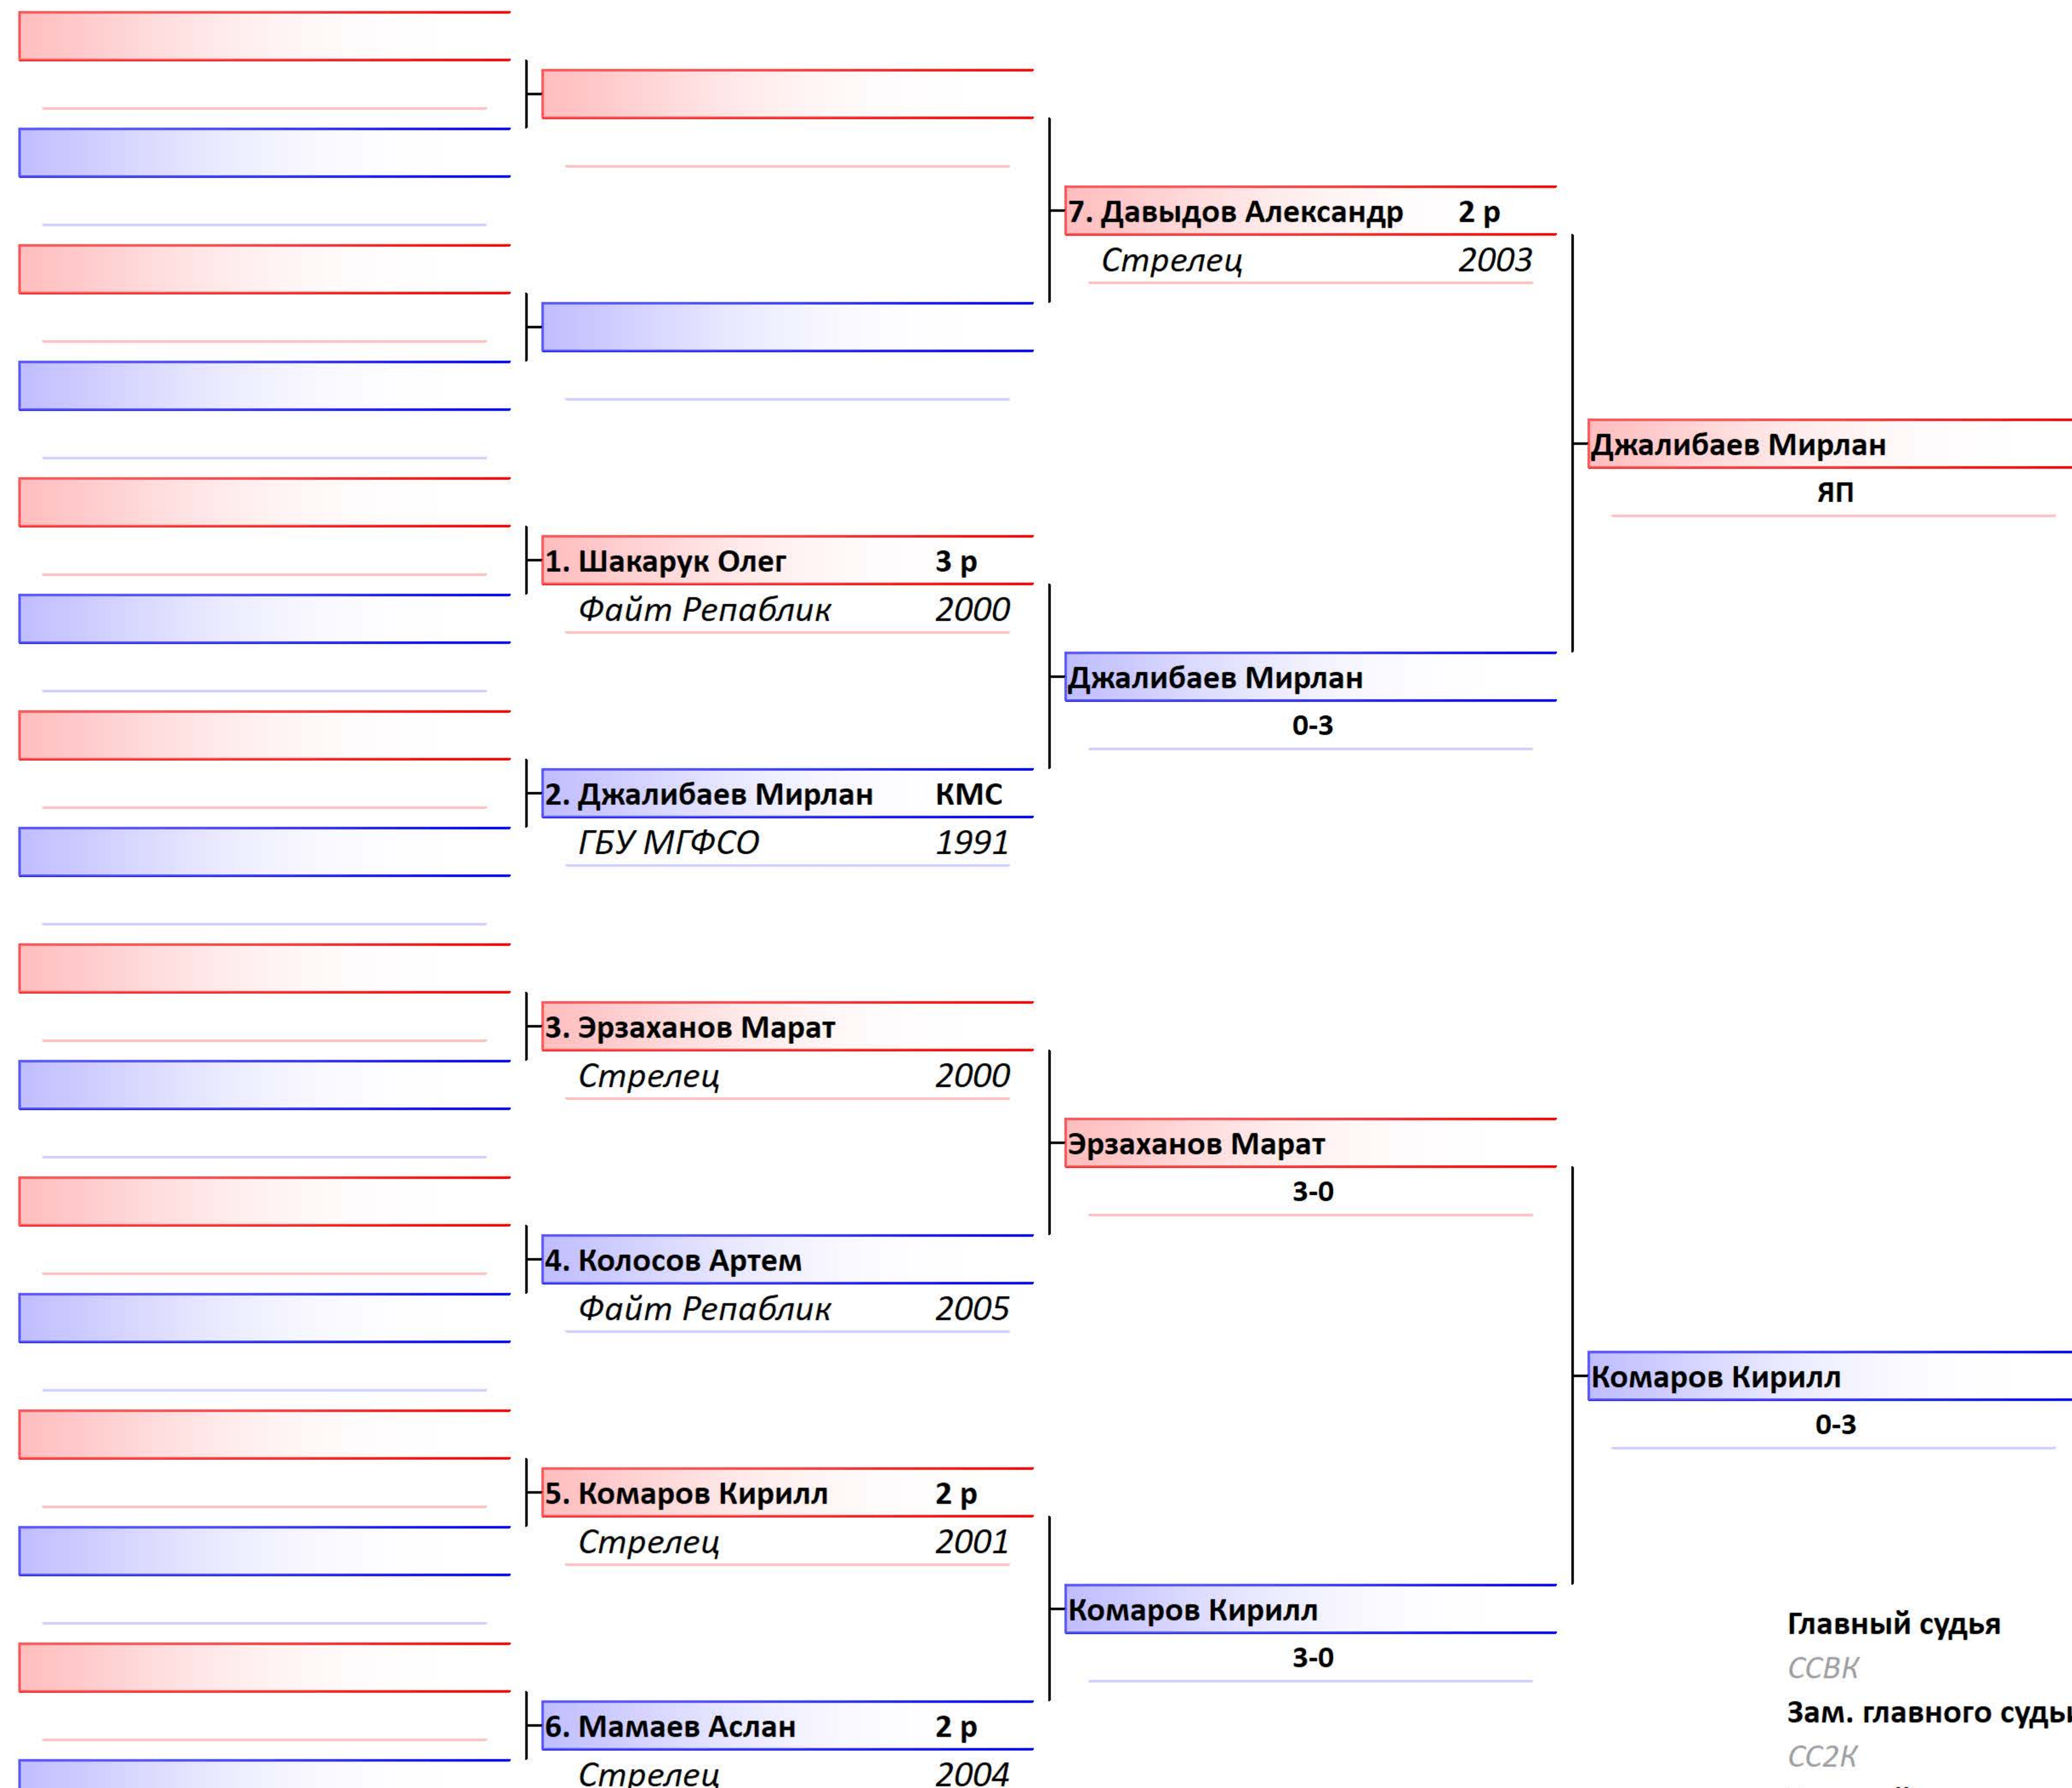 7. Давыдов Александр 2 р
Стрелец 2003
Джалибаев Мирлан
ЯП
1. Шакарук Олег 3 р
Файт Репаблик 2000
Джалибаев Мирлан
0-3
2. Джалибаев Мирлан КМС
ГБУ МГФСО 1991
3. Эрзаханов Марат
Стрелец 2000
Эрзаханов Марат
3-0
4. Колосов Артем
Файт Репаблик 2005
Комаров Кирилл
0-3
5. Комаров Кирилл 2 р
Стрелец 2001
Комаров Кирилл
3-0
6. Мамаев Аслан 2 р
Стрелец 2004
Главный судья
ССВК
Зам. главного судьи
СС2К